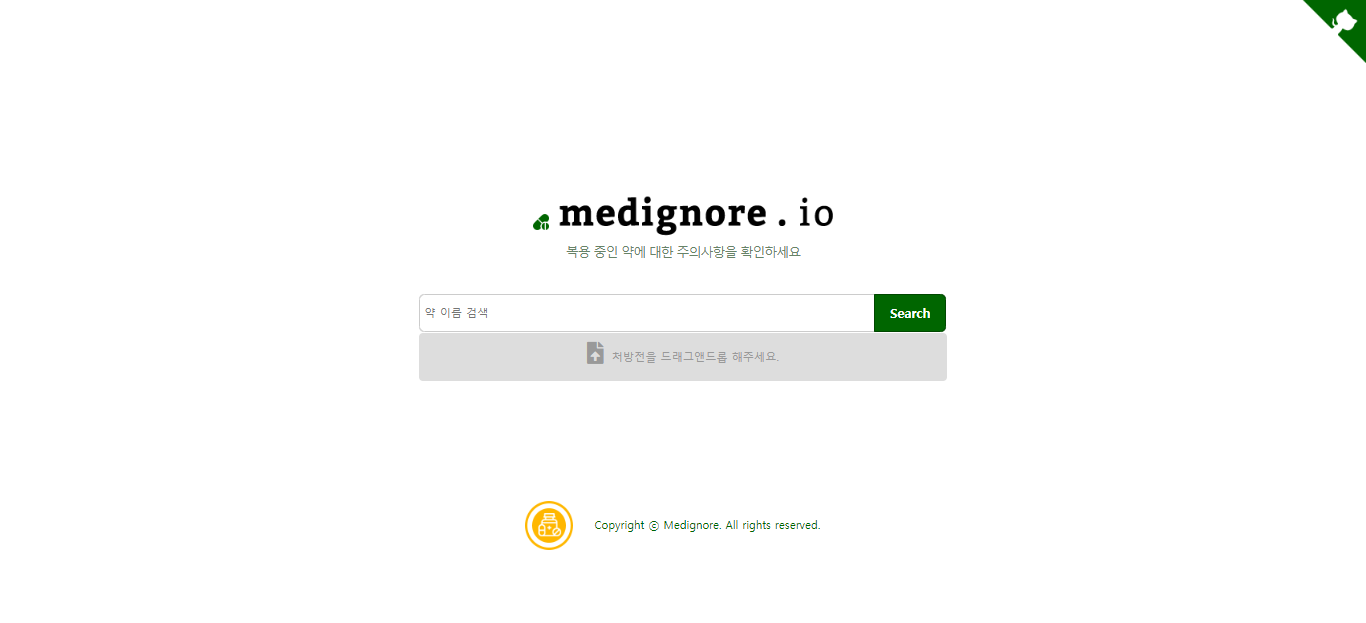 medignore . io
복용 중인 약에 대한 주의사항을 확인하세요
약 이름 검색
Search
처방전을 드래그앤드롭 해주세요.
Copyright ⓒ Medignore. All rights reserved.